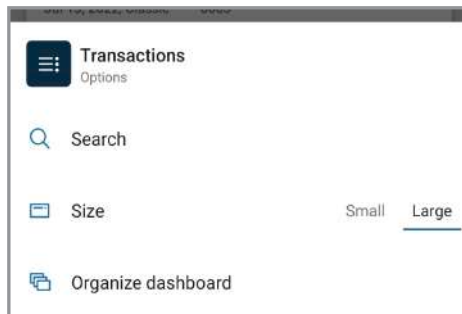 Transactions
Options
Search
Size Small Large
Organize dashboard